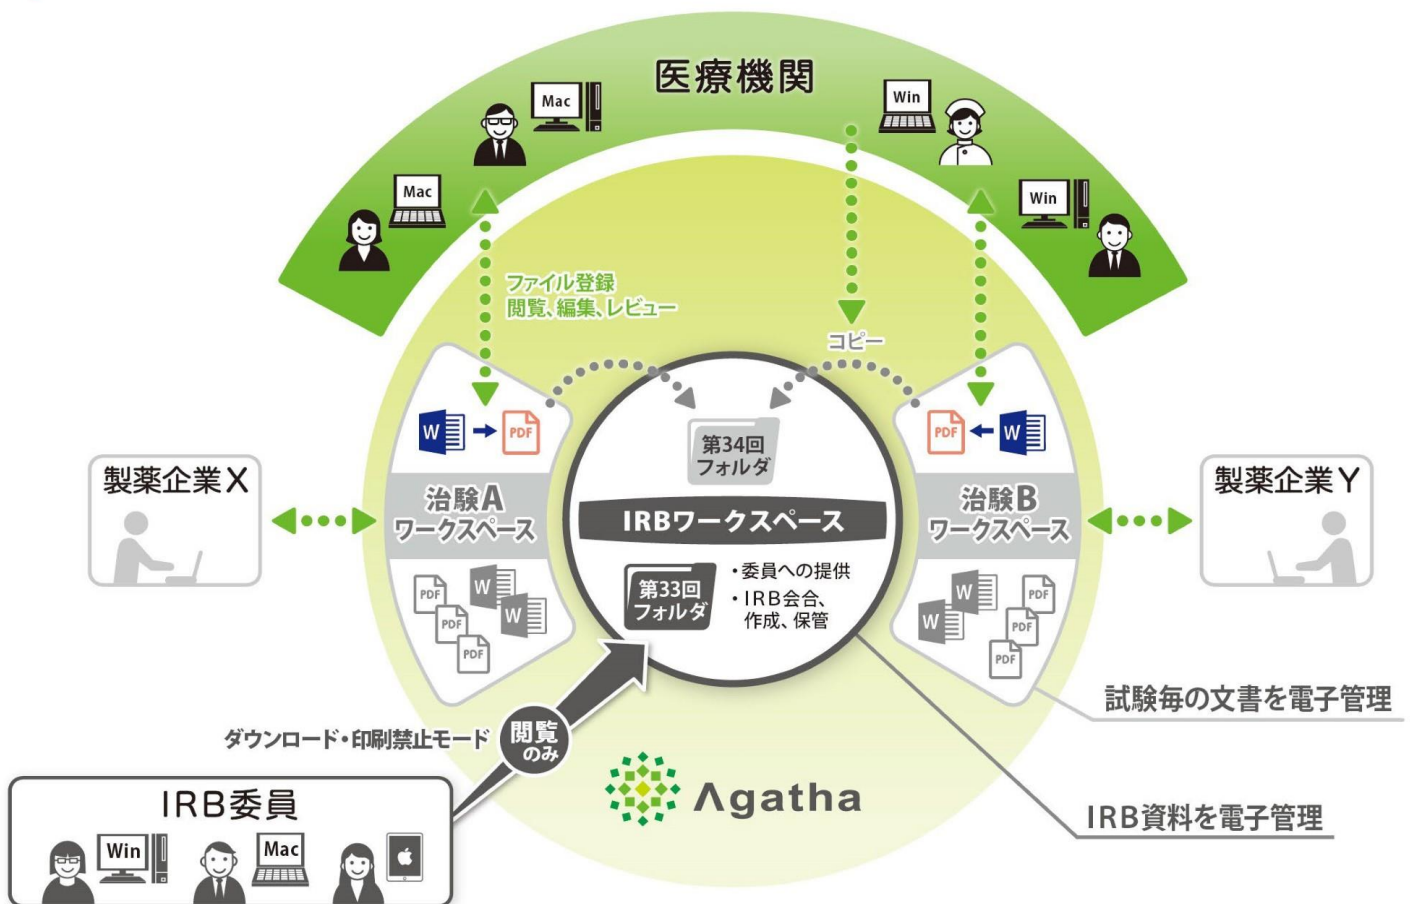 医療機関
Mac
Win
Mac
Win
ファイル登録
閲覧、編集、レビュー
コピー
W
PDF
第34回
フォルダ
PDF
W
製薬企業X
治験A
ワークスペース
IRBワークスペース
治験B
ワークスペース
製薬企業Y
第33回
フォルダ
・委員への提供
・IRB会合、
作成、保管
PDF
W
PDF
W
PDF
W
PDF
W
PDF
PDF
試験毎の文書を電子管理
ダウンロード・印刷禁止モード
閲覧
のみ
Agatha
IRB資料を電子管理
IRB委員
Win
Mac